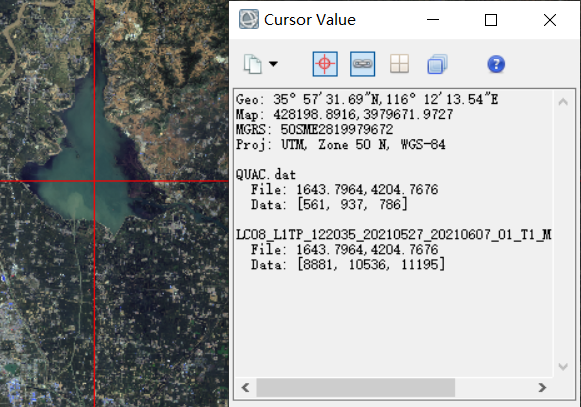 Cursor Value
Geo: 35° 57'31.69"N,116° 12'13.54"E
Map: 428198.8916,3979671.9727
MGRS: 50SME2819979672
Proj: UTM, Zone 50 N, WGS-84
QUAC.dat
File: 1643.7964,4204.7676
Data: [561, 937, 786]
LC08_L1TP_122035_20210527_20210607_01_T1_M
File: 1643.7964,4204.7676
Data: [8881, 10536, 11195]